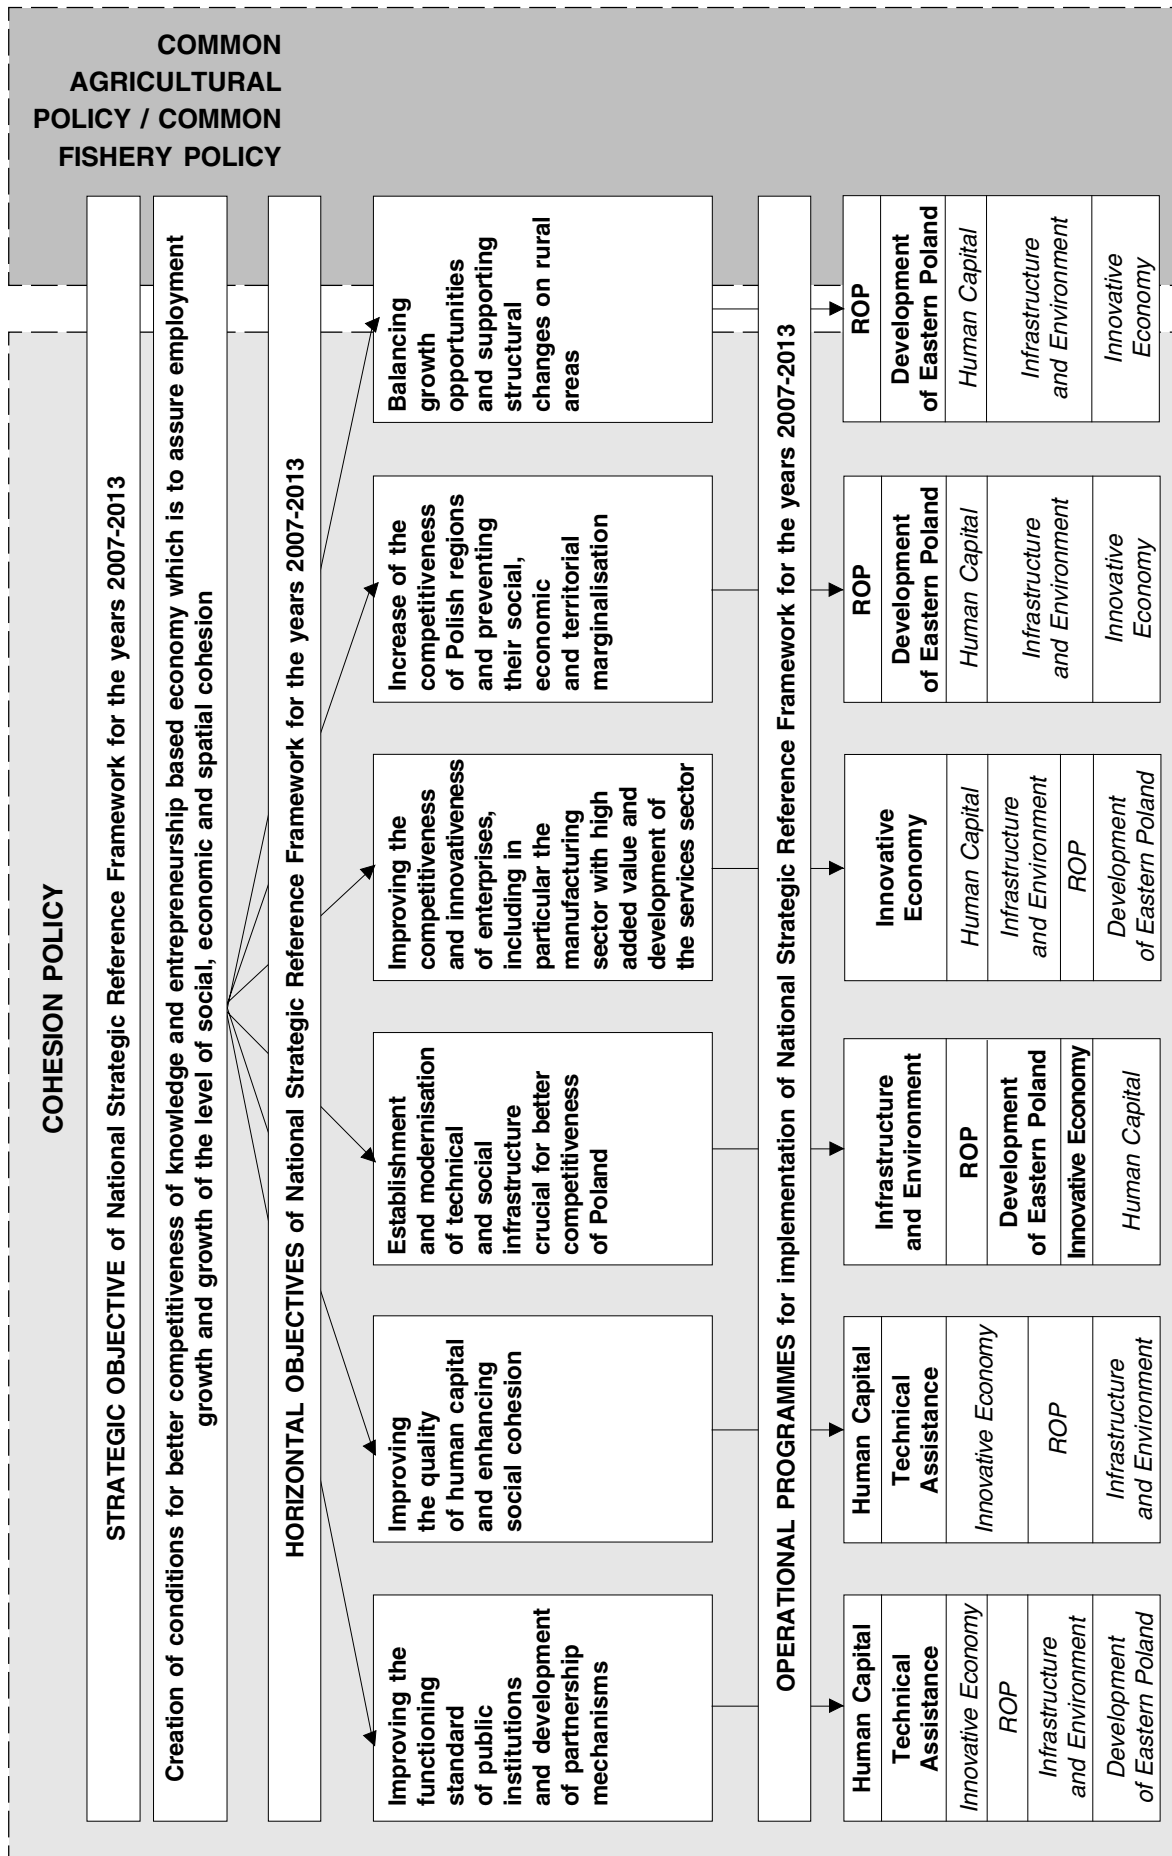 COHESION POLICY
COMMON
AGRICULTURAL
POLICY / COMMON
FISHERY POLICY
STRATEGIC OBJECTIVE of National Strategic Reference Framework for the years 2007-2013
Creation of conditions for better competitiveness of knowledge and entrepreneurship based economy which is to assure employment
growth and growth of the level of social, economic and spatial cohesion
HORIZONTAL OBJECTIVES of National Strategic Reference Framework for the years 2007-2013
Improving the
functioning
standard
of public
institutions
and development
of partnership
mechanisms
Improving
the quality
of human capital
and enhancing
social cohesion
Establishment
and modernisation
of technical
and social
infrastructure
crucial for better
competitiveness
of Poland
Improving the
competitiveness
and innovativeness
of enterprises,
including in
particular the
manufacturing
sector with high
added value and
development of
the services sector
Increase of the
competitiveness
of Polish regions
and preventing
their social,
economic
and territorial
marginalisation
Balancing
growth
opportunities
and supporting
structural
changes on rural
areas
OPERATIONAL PROGRAMMES for implementation of National Strategic Reference Framework for the years 2007-2013
Human Capital
Technical
Assistance
Innovative Economy
ROP
Infrastructure
and Environment
Development
of Eastern Poland
Human Capital
Technical
Assistance
Innovative Economy
ROP
Infrastructure
and Environment
Infrastructure
and Environment
ROP
Development
of Eastern Poland
Innovative Economy
Human Capital
Innovative
Economy
Human Capital
Infrastructure
and Environment
ROP
Development
of Eastern Poland
ROP
Development
of Eastern Poland
Human Capital
Infrastructure
and Environment
Innovative
Economy
ROP
Development
of Eastern Poland
Human Capital
Infrastructure
and Environment
Innovative
Economy